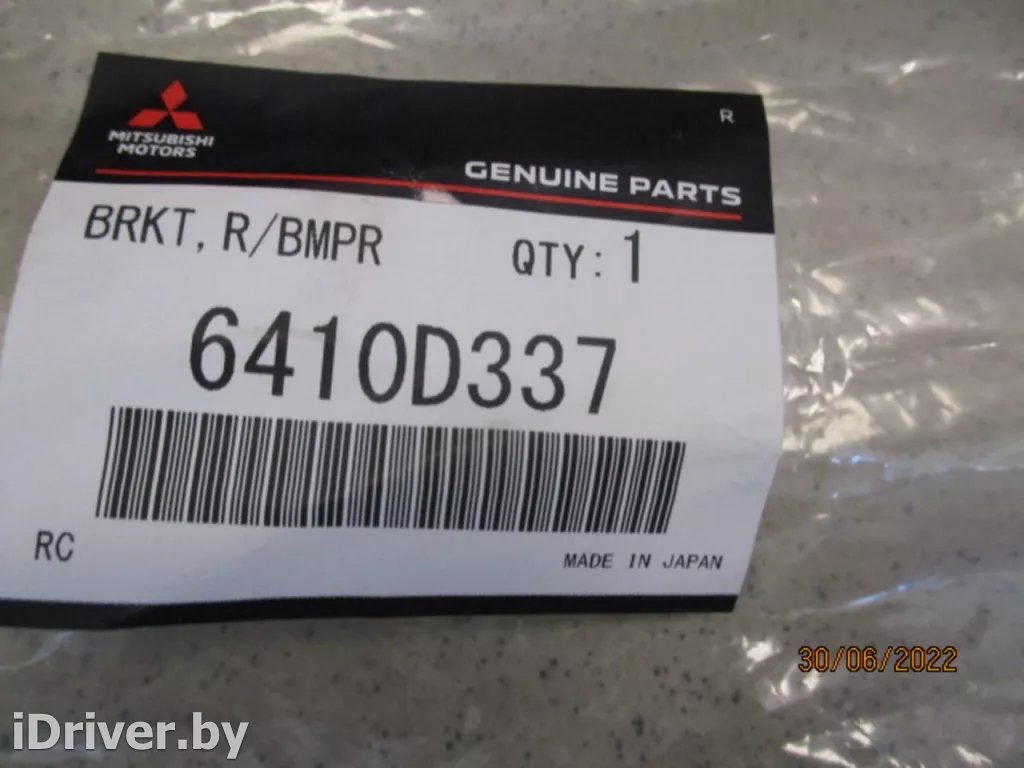 R
MITSUBISHI
MOTORS
GENUINE PARTS
BRKT, R/BMPR QTY: 1
6410D337
RC
MADE IN JAPAN
30/06/2022
iDriver.by